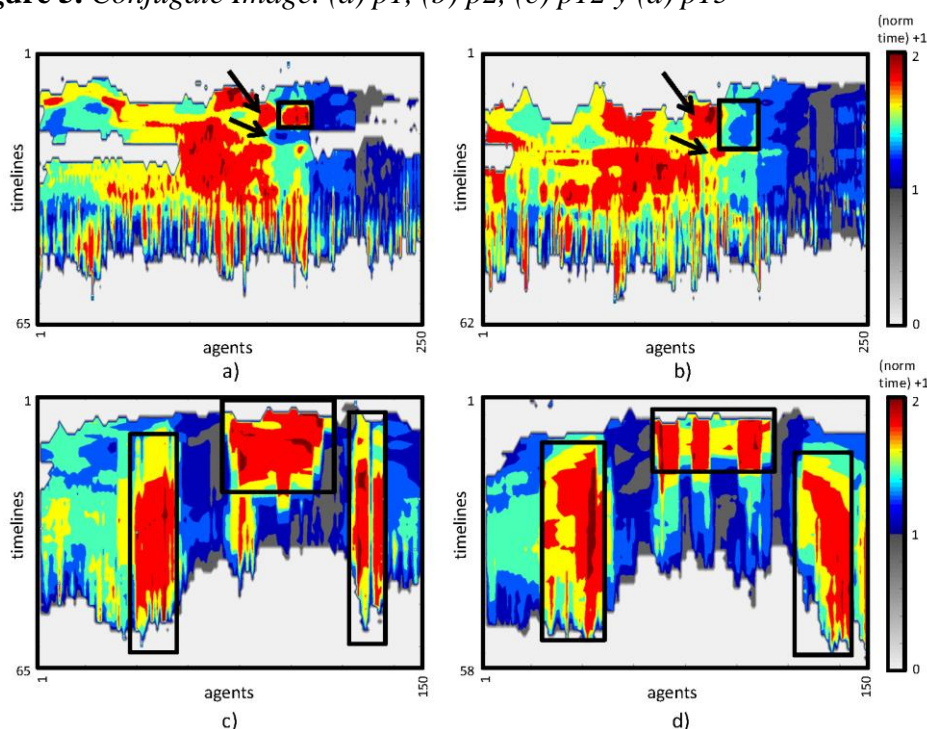 Conjugate Image. (a) p1, (b) p2, (c) p12 y (d) p13
(norm
time) +1
1
timelines
65
1
agents
250
a)
1
timelines
62
1
agents
250
b)
2
1
0
(norm
time) +1
1
timelines
65
1
agents
150
c)
1
timelines
58
1
agents
150
d)
2
1
0